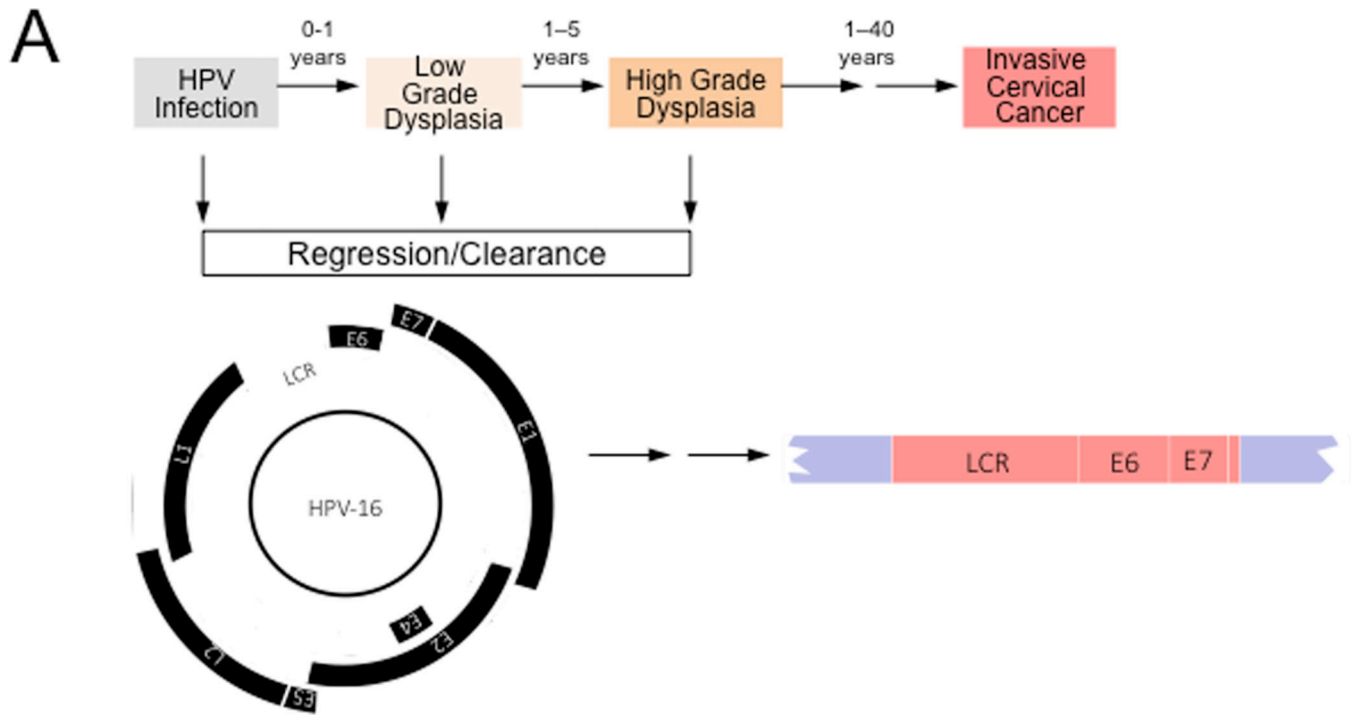 A
0-1
years
1–5
years
1–40
years
HPV
Infection
Low
Grade
Dysplasia
High Grade
Dysplasia
Invasive
Cervical
Cancer
Regression/Clearance
E7
E6
LCR
E1
L1
HPV-16
E4
E2
L2
E5
LCR
E6
E7